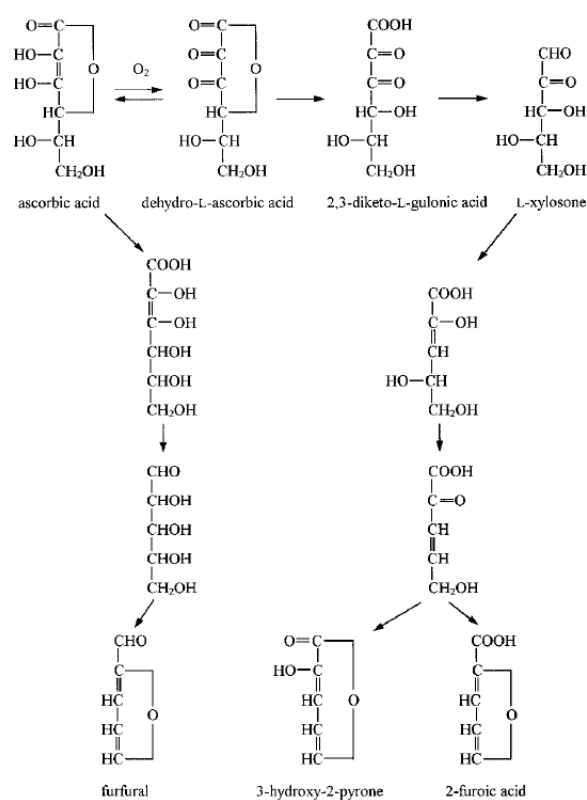 O=C
HO–C
HO–C
O
HC
HO–CH
CH₂OH
ascorbic acid
O₂
O=C
O=C
O=C
O
HC
HO–CH
CH₂OH
dehydro-L-ascorbic acid
COOH
C=O
C=O
HC–OH
HO–CH
CH₂OH
2,3-diketo-L-gulonic acid
CHO
C=O
HC–OH
HO–CH
CH₂OH
L-xylosone
COOH
C–OH
C–OH
CHOH
CHOH
CH₂OH
COOH
C–OH
CH
HO–CH
CH₂OH
CHO
CHOH
CHOH
CHOH
CH₂OH
COOH
C=O
CH
CH
CH₂OH
CHO
C
HC
O
HC
HC
furfural
O=C
HO–C
HC
O
HC
HC
3-hydroxy-2-pyrone
COOH
C
HC
O
HC
HC
2-furoic acid